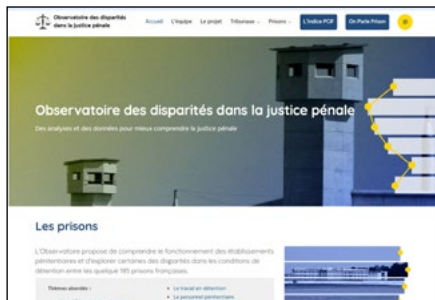 Observatoire des disparités
dans la justice pénale
Accueil L'équipe Le projet Tribunaux Prisons L'Indice PCIF On Parle Prison
Observatoire des disparités dans la justice pénale
Des analyses et des données pour mieux comprendre la justice pénale
Les prisons
L'Observatoire propose de comprendre le fonctionnement des établissements
pénitentiaires et d'explorer certaines des disparités dans les conditions de
détention entre les quelque 185 prisons françaises.
Thèmes abordés :
Le travail en détention
Le personnel pénitentiaire